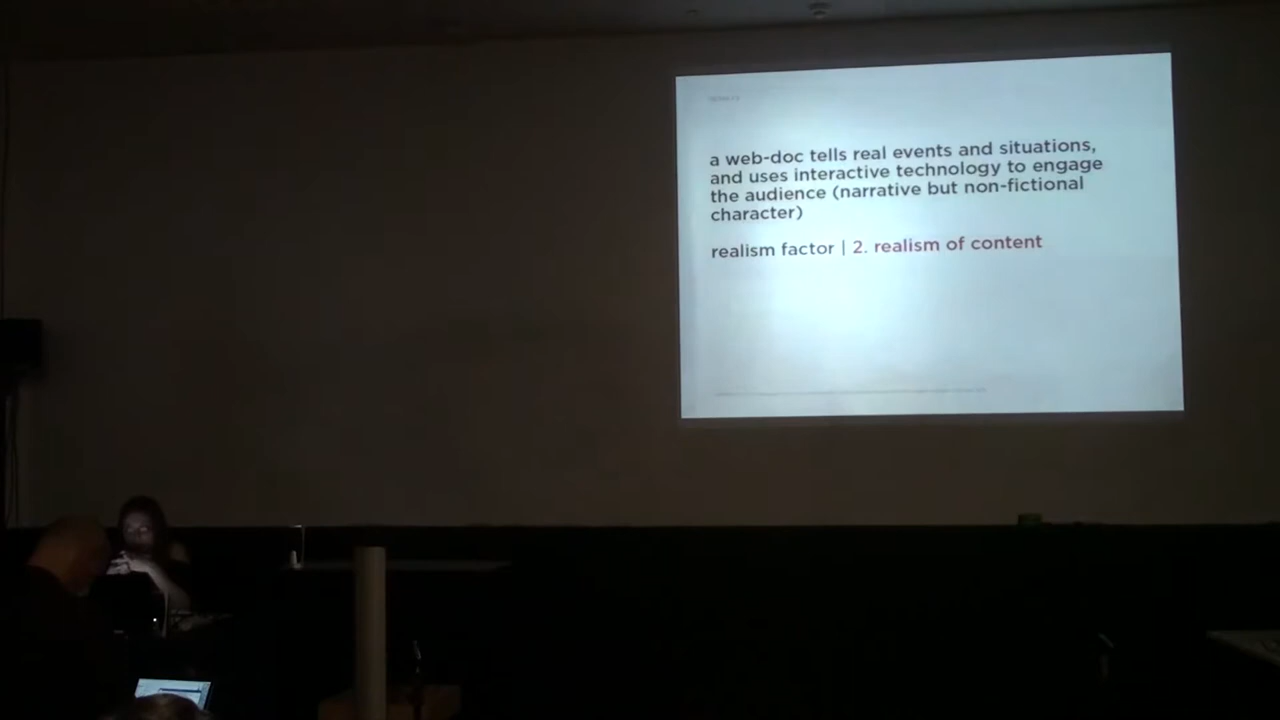 a web-doc tells real events and situations,
and uses interactive technology to engage
the audience (narrative but non-fictional
character)
realism factor | 2. realism of content